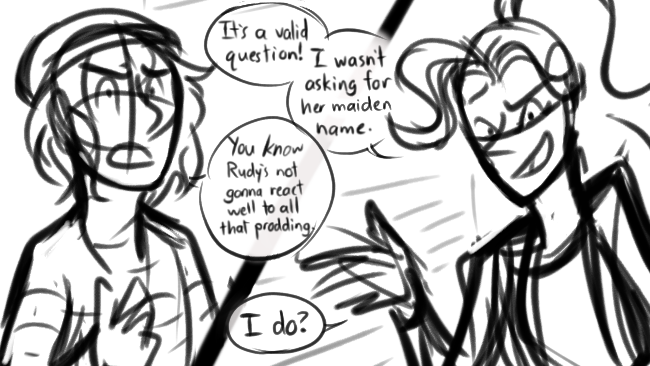 It's a valid
question!
I wasn't
asking for
her maiden
name.
You know
Rudy's not
gonna react
well to all
that prodding.
I do?